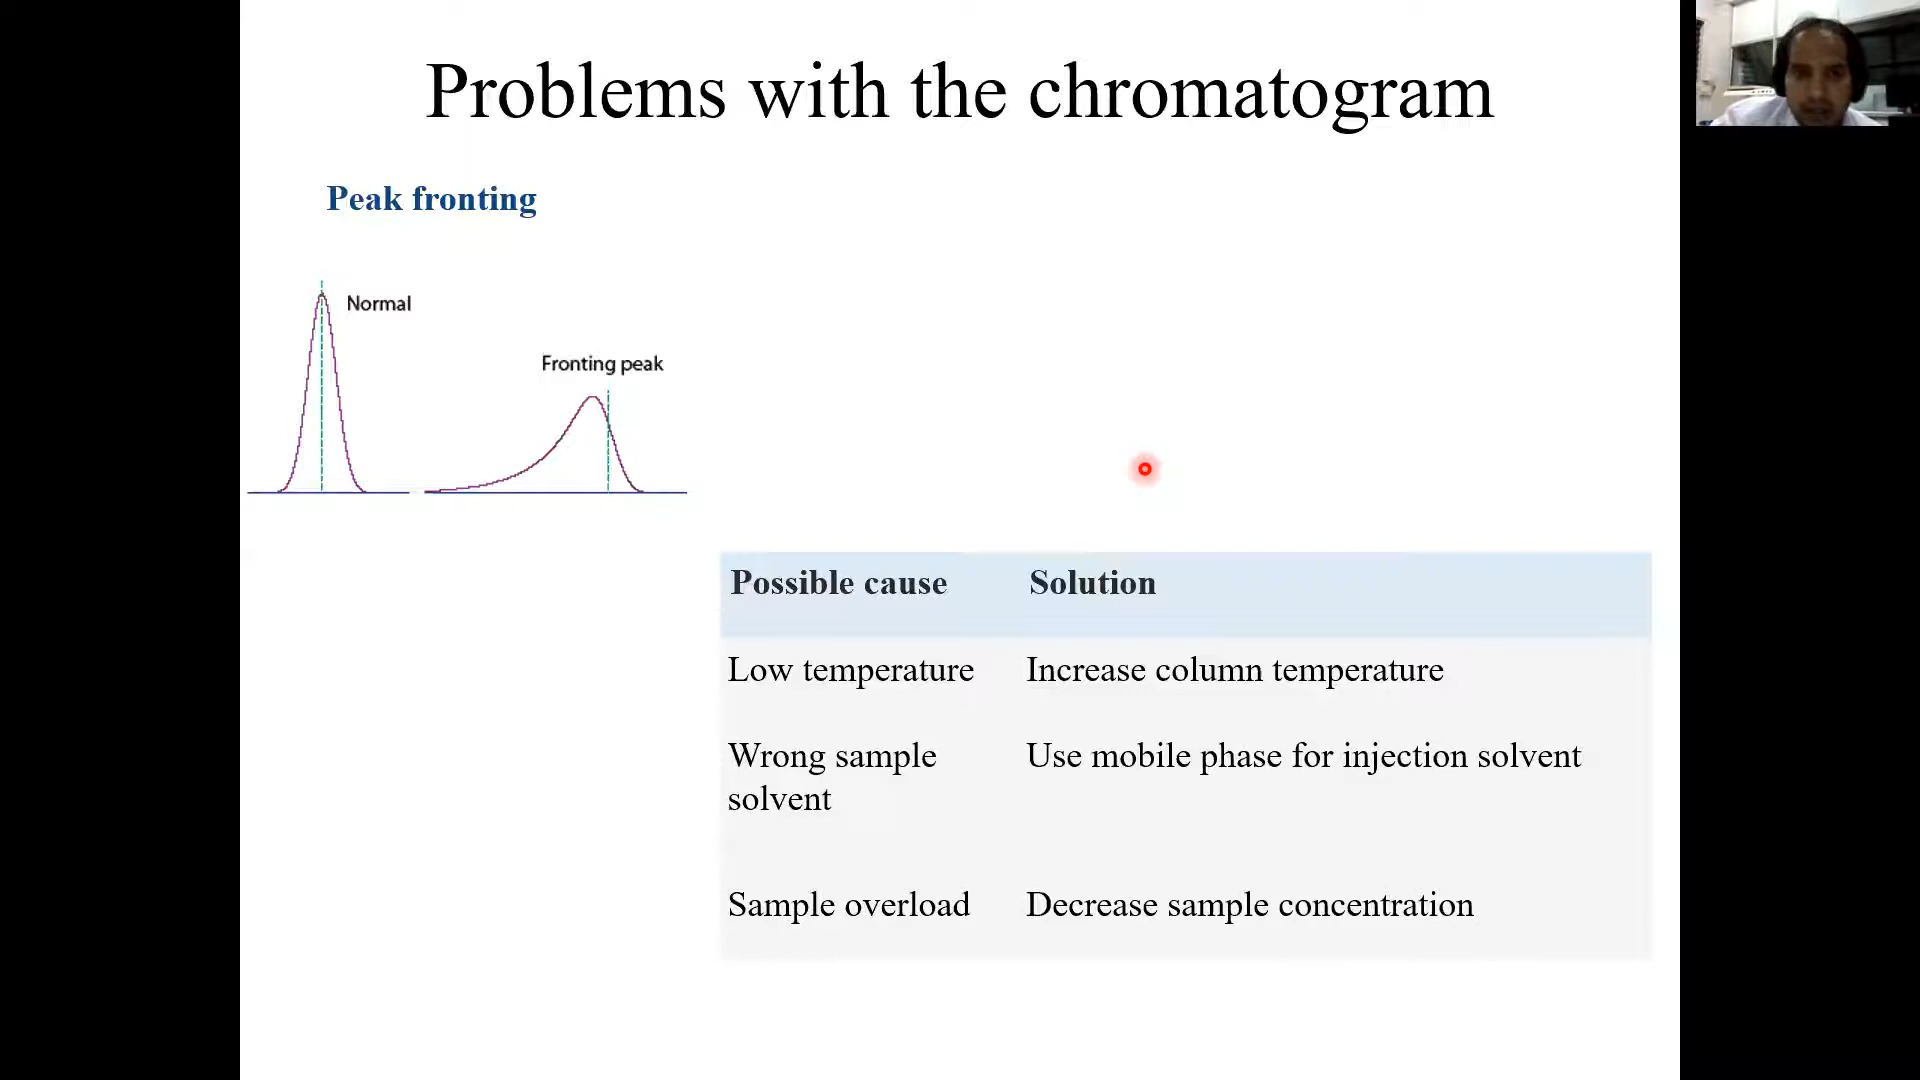 Problems with the chromatogram
Peak fronting
Normal
Fronting peak
Possible cause Solution
Low temperature Increase column temperature
Wrong sample Use mobile phase for injection solvent
solvent
Sample overload Decrease sample concentration